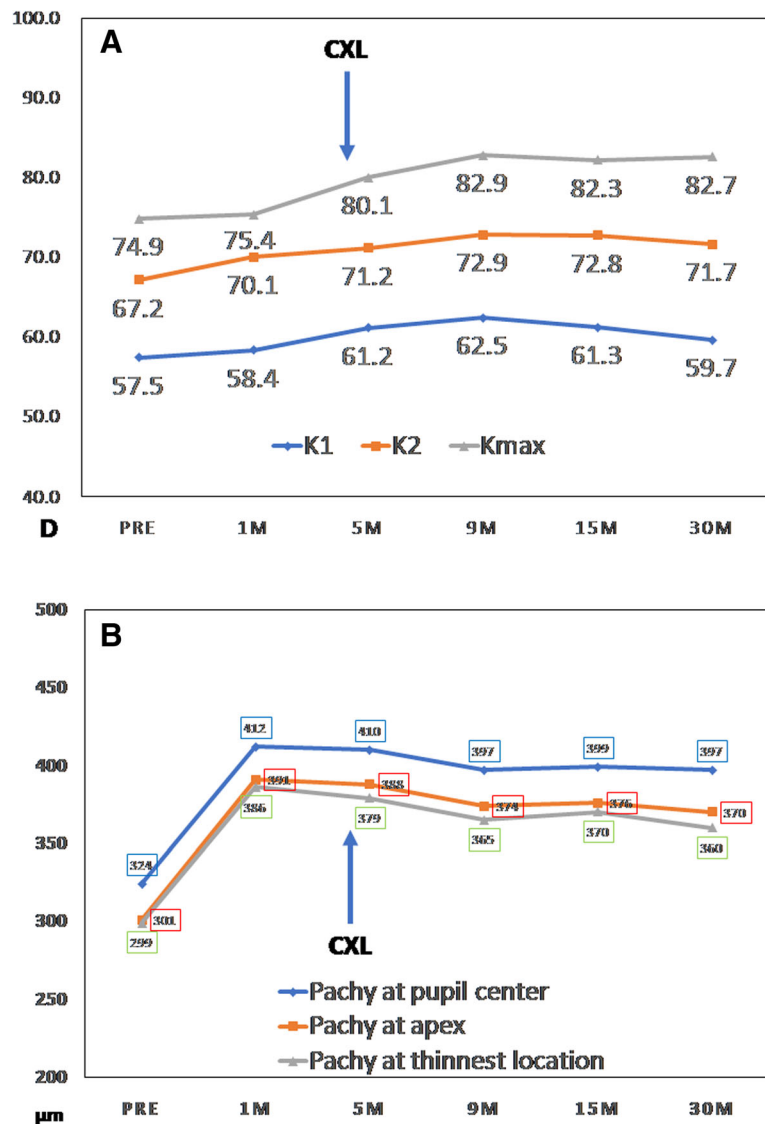 100.0
A
CXL
90.0
80.0
82.9
82.3
82.7
80.1
74.9
75.4
70.0
72.9
72.8
71.7
70.1
71.2
67.2
60.0
62.5
61.2
61.3
59.7
57.5
58.4
50.0
K1 K2 Kmax
40.0
D PRE 1M 5M 9M 15M 30M
500
B
450
412 410 397 399 397
400
391 388 374 376 370
386 379 365 370 360
350
324
300
301
299
CXL
250
Pachy at pupil center
Pachy at apex
Pachy at thinnest location
200
µm PRE 1M 5M 9M 15M 30M